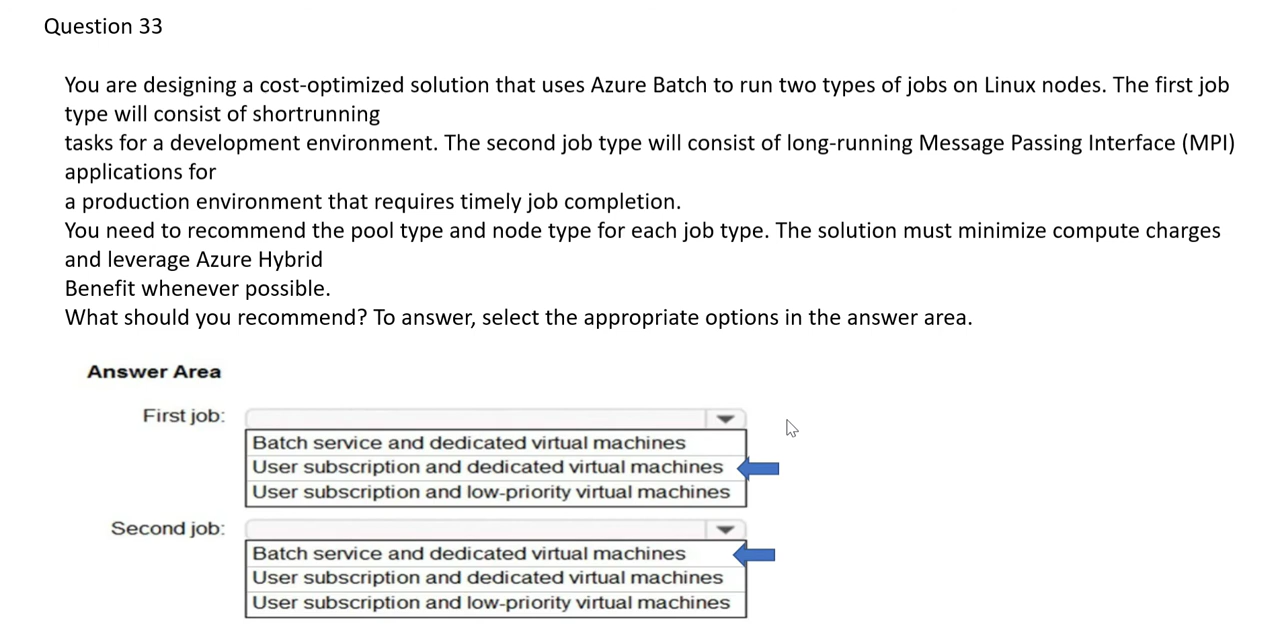 Question 33
You are designing a cost-optimized solution that uses Azure Batch to run two types of jobs on Linux nodes. The first job
type will consist of shortrunning
tasks for a development environment. The second job type will consist of long-running Message Passing Interface (MPI)
applications for
a production environment that requires timely job completion.
You need to recommend the pool type and node type for each job type. The solution must minimize compute charges
and leverage Azure Hybrid
Benefit whenever possible.
What should you recommend? To answer, select the appropriate options in the answer area.
Answer Area
First job:
Batch service and dedicated virtual machines
User subscription and dedicated virtual machines
User subscription and low-priority virtual machines
Second job:
Batch service and dedicated virtual machines
User subscription and dedicated virtual machines
User subscription and low-priority virtual machines